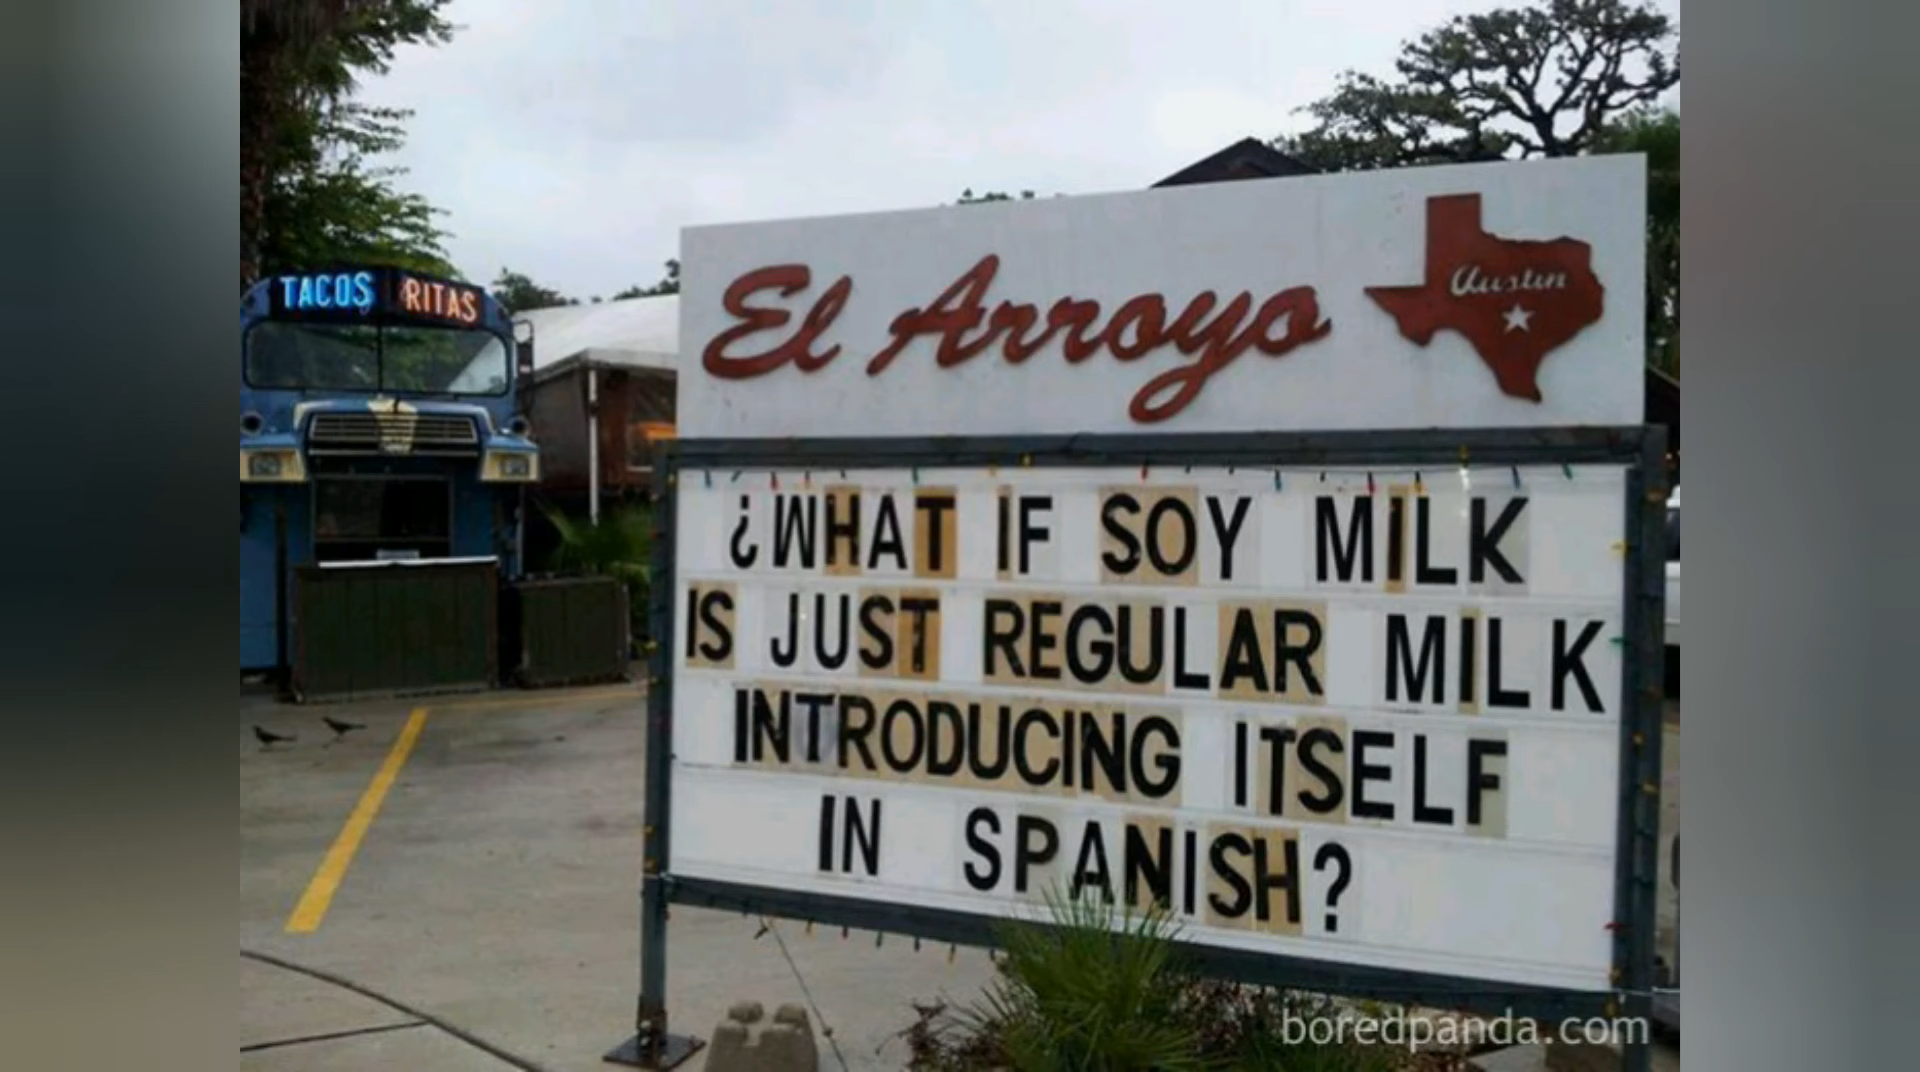 TACOS RITAS
El Arroyo
Austin
¿WHAT IF SOY MILK
IS JUST REGULAR MILK
INTRODUCING ITSELF
IN SPANISH?
boredpanda.com